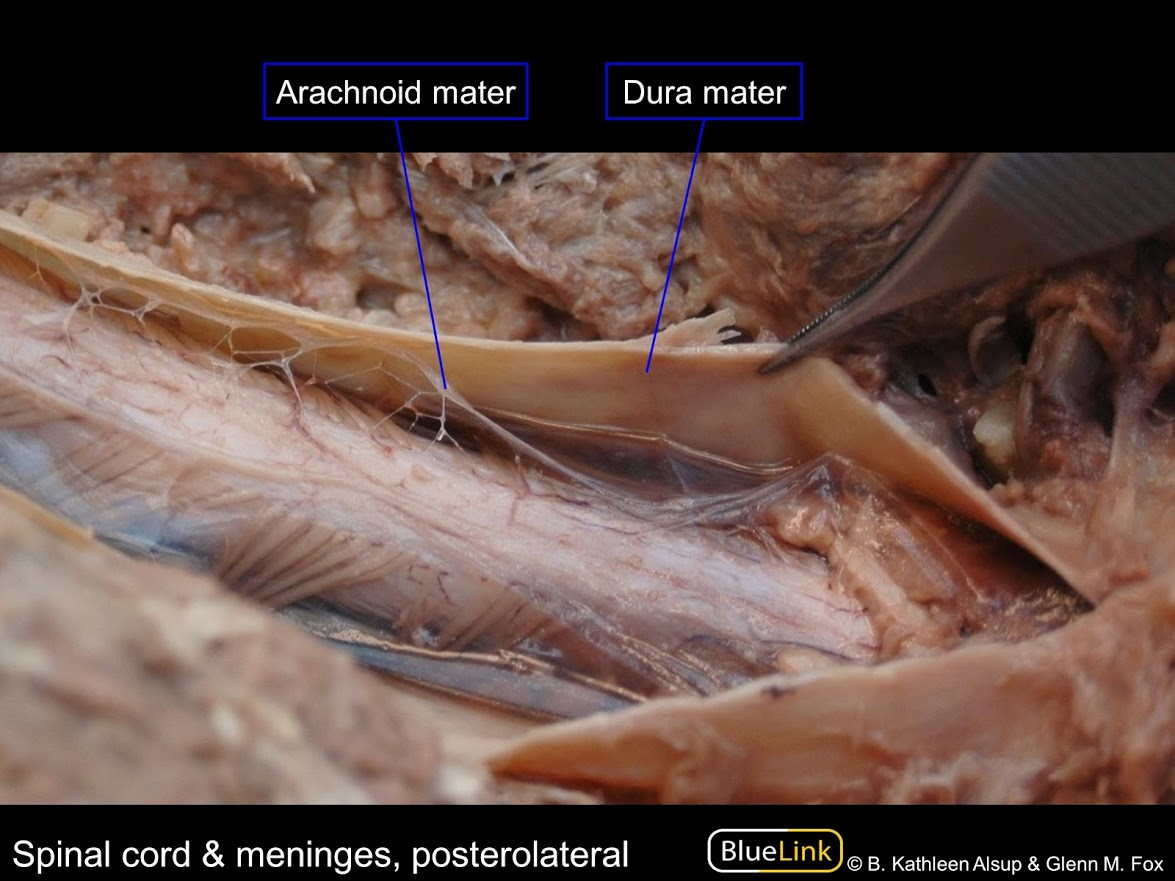 Arachnoid mater
Dura mater
Spinal cord & meninges, posterolateral
BlueLink
© B. Kathleen Alsup & Glenn M. Fox